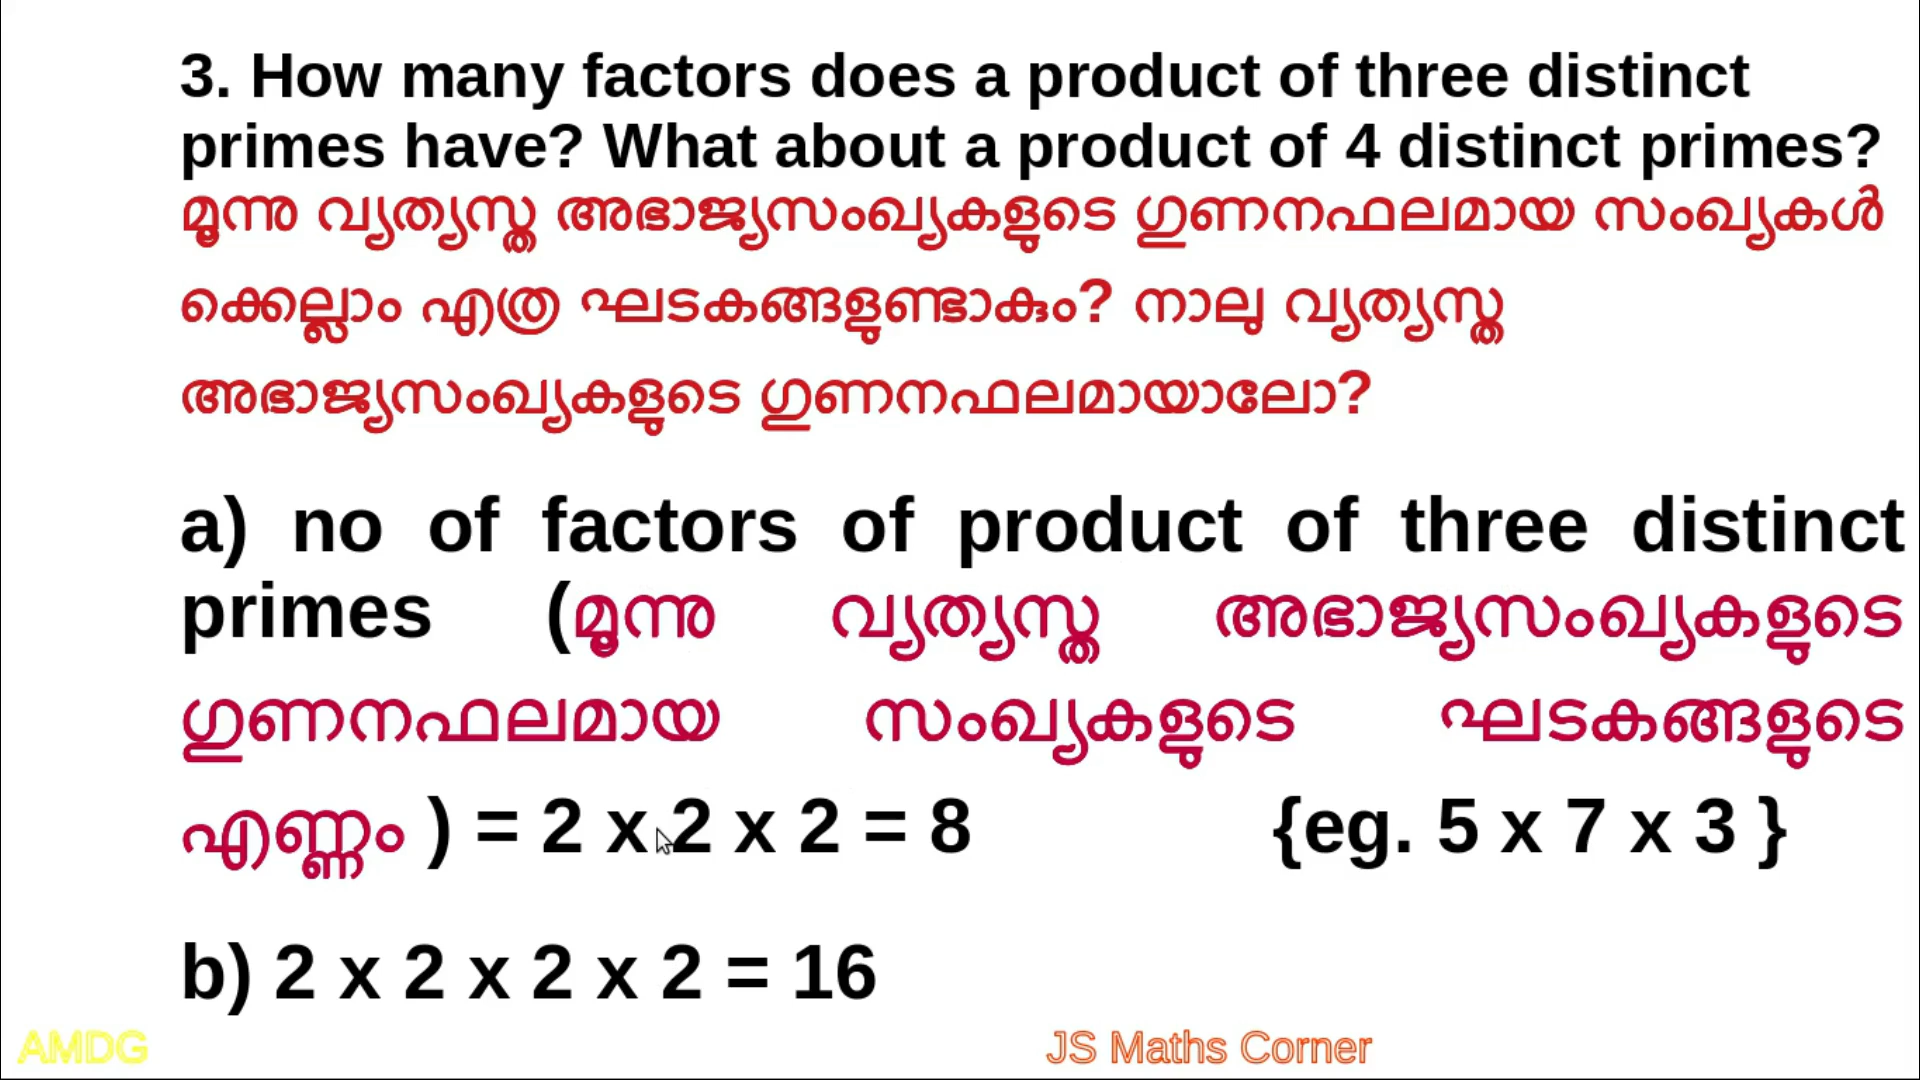 3. How many factors does a product of three distinct
primes have? What about a product of 4 distinct primes?
മൂന്നു വ്യത്യസ്ത അഭാജ്യസംഖ്യകളുടെ ഗുണനഫലമായ സംഖ്യകൾ
ക്കെല്ലാം എത്ര ഘടകങ്ങളുണ്ടാകും? നാലു വ്യത്യസ്ത
അഭാജ്യസംഖ്യകളുടെ ഗുണനഫലമായാലോ?
a) no of factors of product of three distinct
primes (മൂന്നു വ്യത്യസ്ത അഭാജ്യസംഖ്യകളുടെ
ഗുണനഫലമായ സംഖ്യകളുടെ ഘടകങ്ങളുടെ
എണ്ണം ) = 2 x 2 x 2 = 8 {eg. 5 x 7 x 3 }
b) 2 x 2 x 2 x 2 = 16
AMDG JS Maths Corner